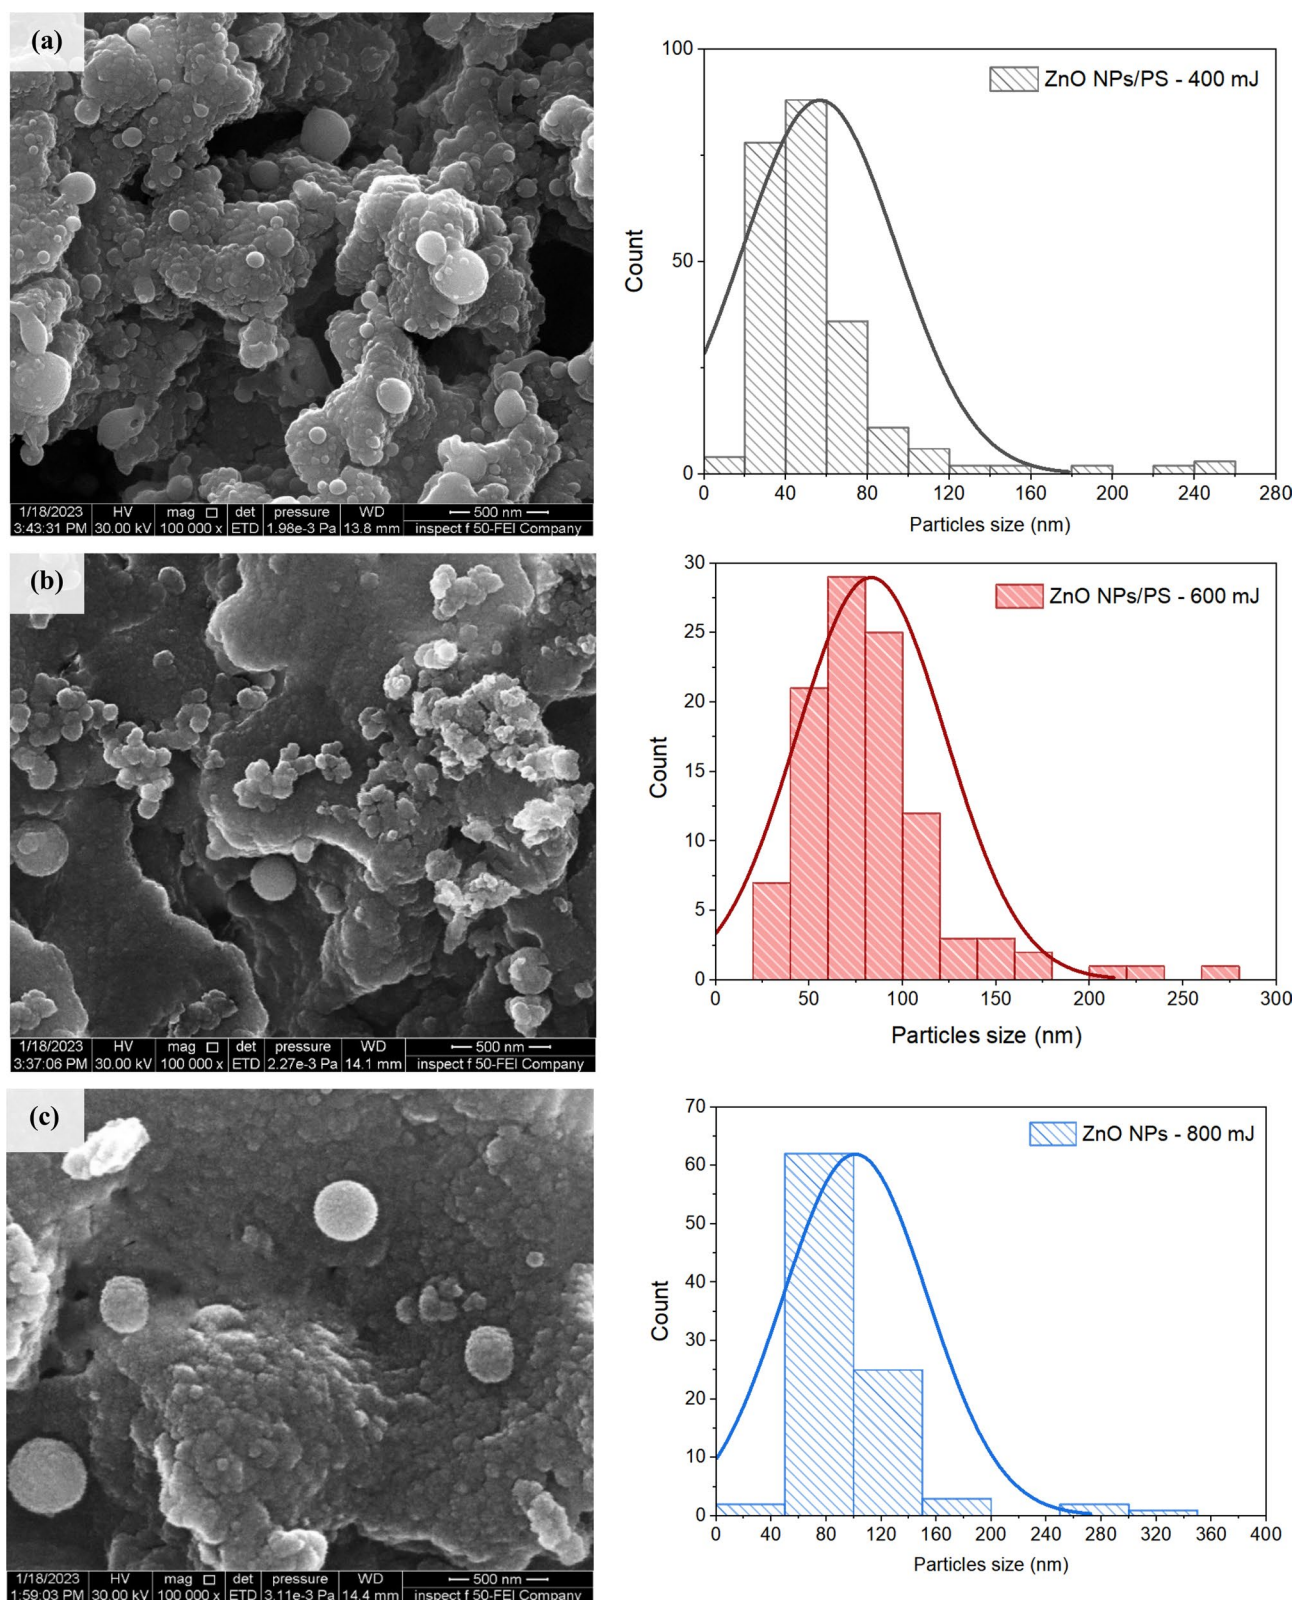 (a)
1/18/2023 HV mag det pressure WD 500 nm
3:43:31 PM 30.00 kV 100 000 x ETD 1.98e-3 Pa 13.8 mm inspect f 50-FEI Company
ZnO NPs/PS - 400 mJ
100
50
0
Count
0 40 80 120 160 200 240 280
Particles size (nm)
(b)
1/18/2023 HV mag det pressure WD 500 nm
3:37:06 PM 30.00 kV 100 000 x ETD 2.27e-3 Pa 14.1 mm inspect f 50-FEI Company
ZnO NPs/PS - 600 mJ
30
25
20
15
10
5
0
Count
0 50 100 150 200 250 300
Particles size (nm)
(c)
1/18/2023 HV mag det pressure WD 500 nm
1:59:03 PM 30.00 kV 100 000 x ETD 3.11e-3 Pa 14.4 mm inspect f 50-FEI Company
ZnO NPs - 800 mJ
70
60
50
40
30
20
10
0
Count
0 40 80 120 160 200 240 280 320 360 400
Particles size (nm)